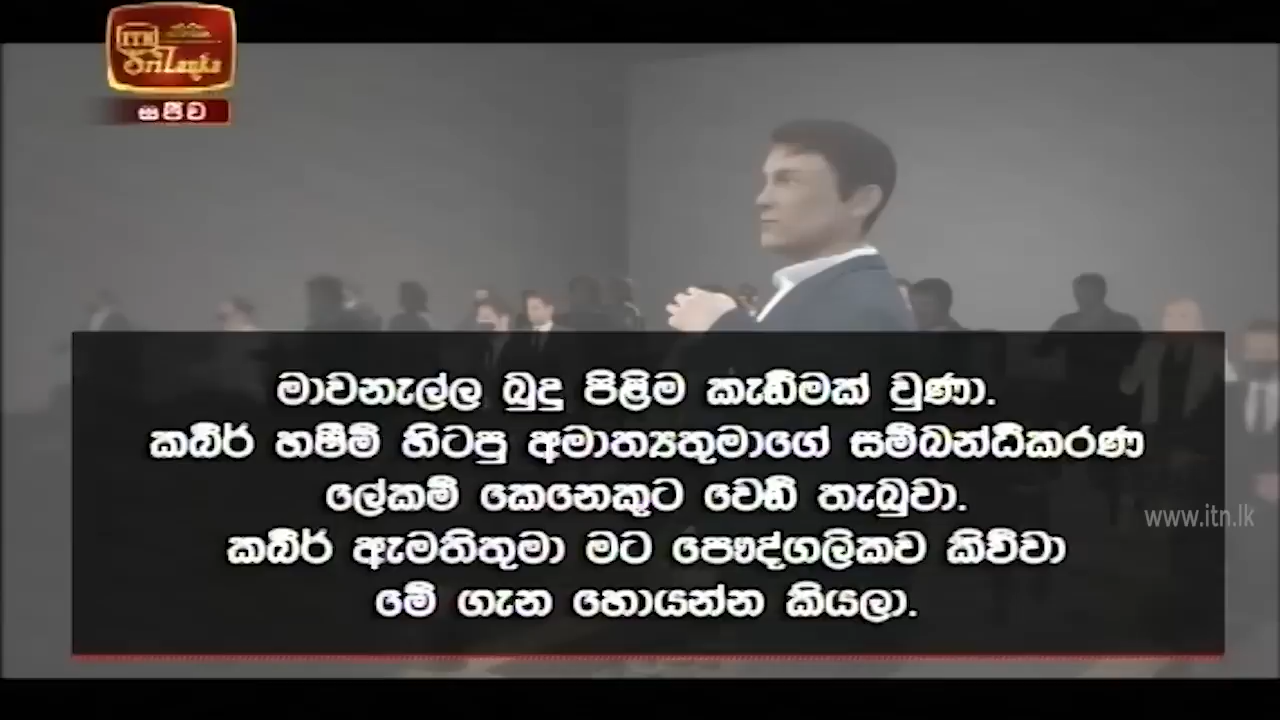 ITN
SriLanka
සජීව
මාවනැල්ල බුදු පිළිම කැඩීමක් වුණා.
කබීර් හෂීම් හිටපු අමාත්‍යතුමාගේ සම්බන්ධීකරණ
ලේකම් කෙනෙකුට වෙඩි තැබුවා.
කබීර් ඇමතිතුමා මට පෞද්ගලිකව කිව්වා
මේ ගැන හොයන්න කියලා.
www.itn.lk